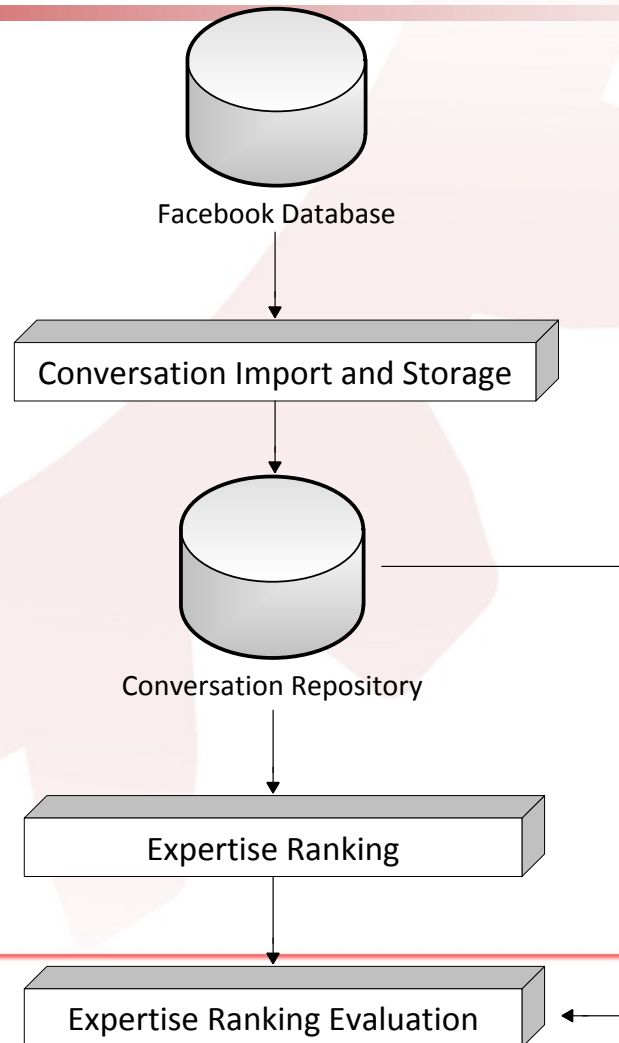 Facebook Database
Conversation Import and Storage
Conversation Repository
Expertise Ranking
Expertise Ranking Evaluation